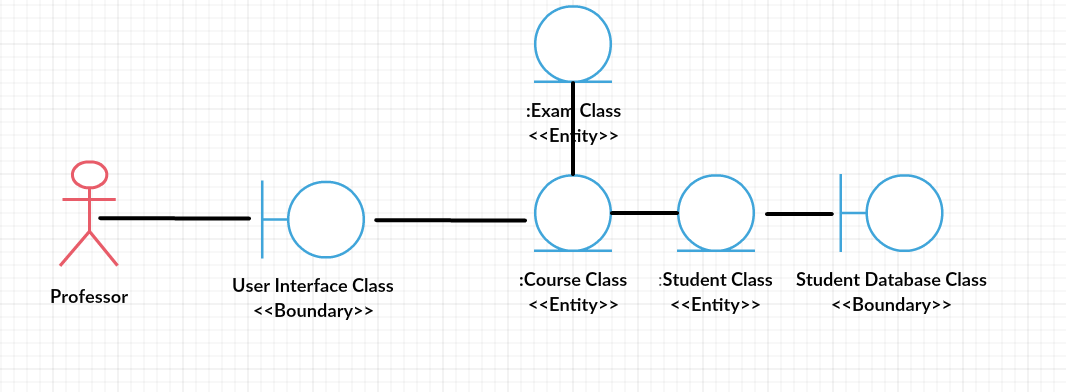 :Exam Class
<<Entity>>
Professor
User Interface Class
<<Boundary>>
:Course Class
<<Entity>>
:Student Class
<<Entity>>
Student Database Class
<<Boundary>>